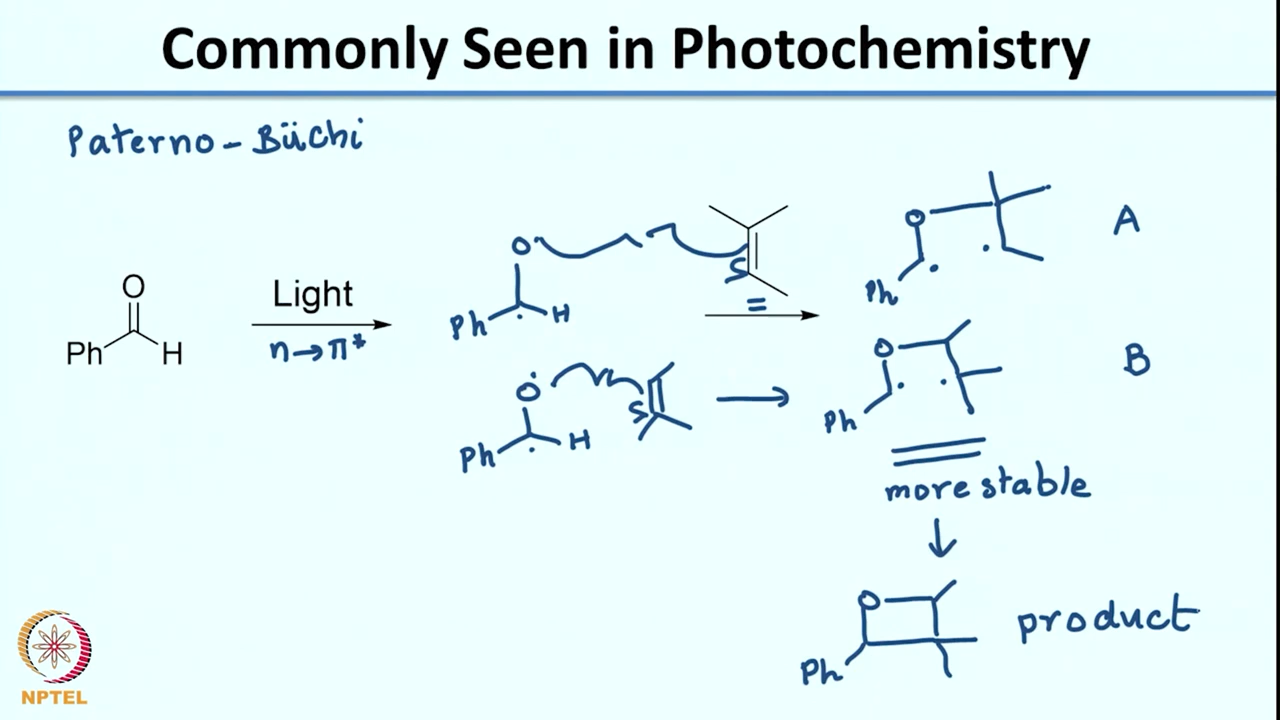 Commonly Seen in Photochemistry
Paterno-Büchi
O
Ph
H
Light
n→π*
O
Ph
H
S
=
O
Ph
A
O
Ph
H
S
O
Ph
B
more stable
O
Ph
product
NPTEL